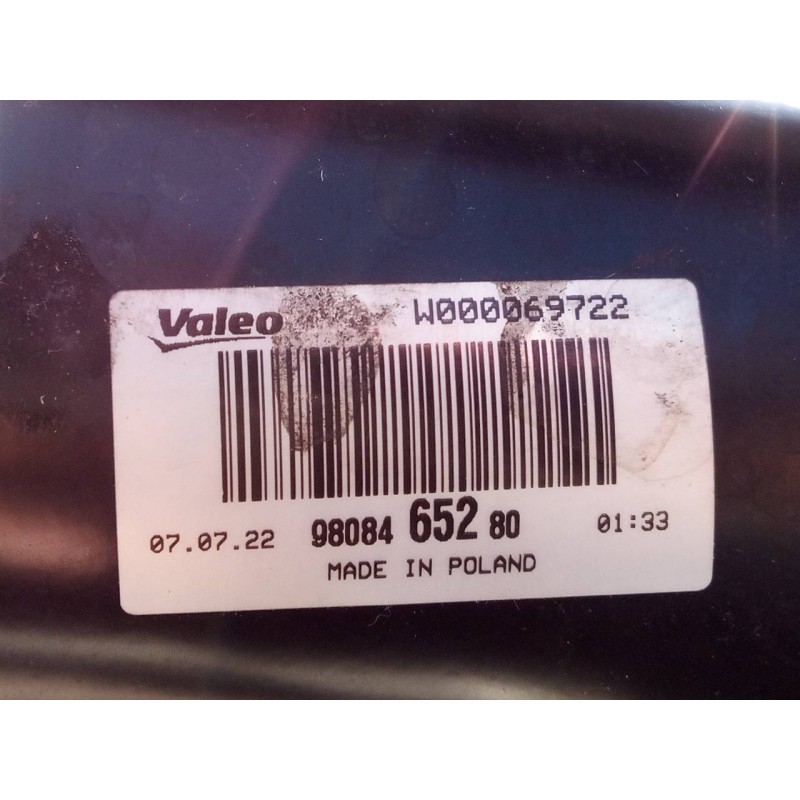 Valeo W000069722
07.07.22 98084 652 80 01:33
MADE IN POLAND